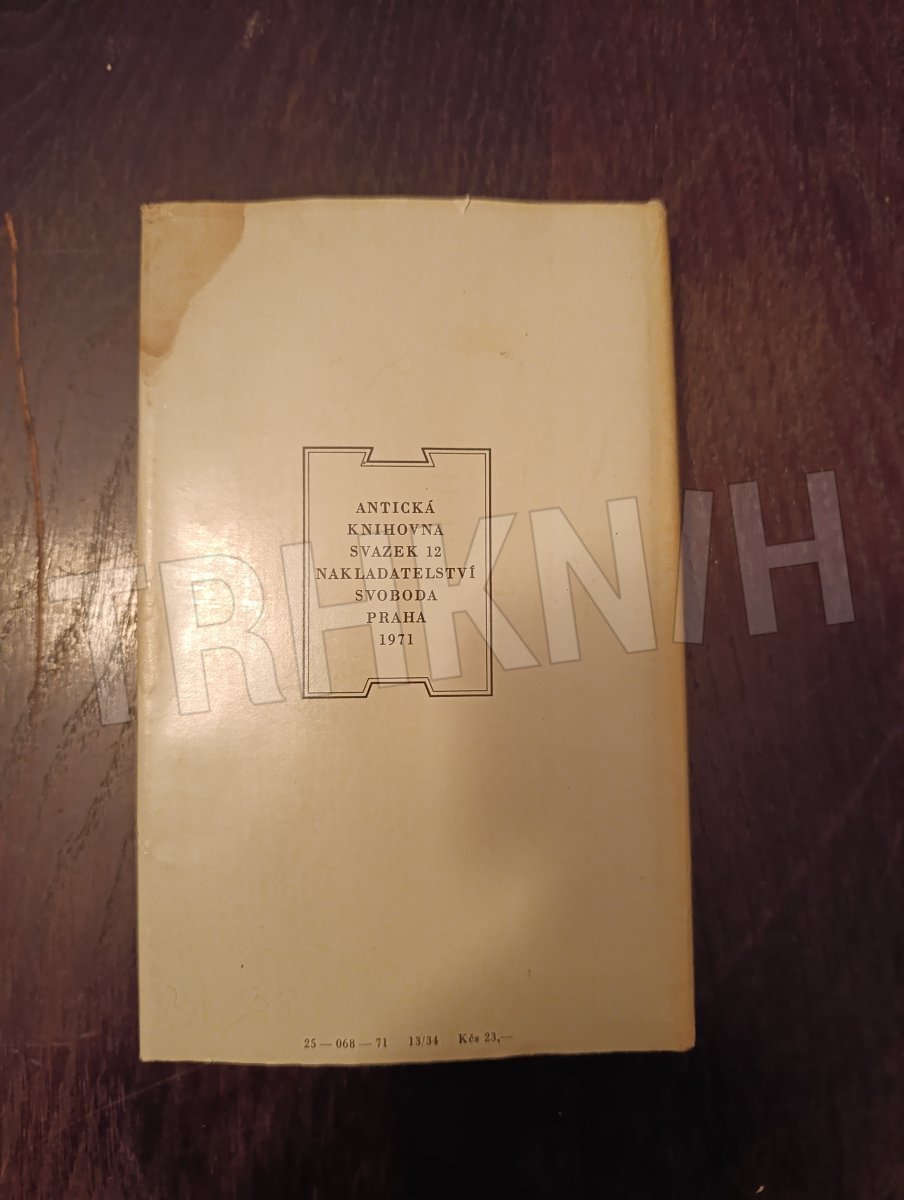 ANTICKÁ
KNIHOVNA
SVAZEK 12
NAKLADATELSTVÍ
SVOBODA
PRAHA
1971
TRHKNIH
25—068—71 13/34 Kčs 23,—